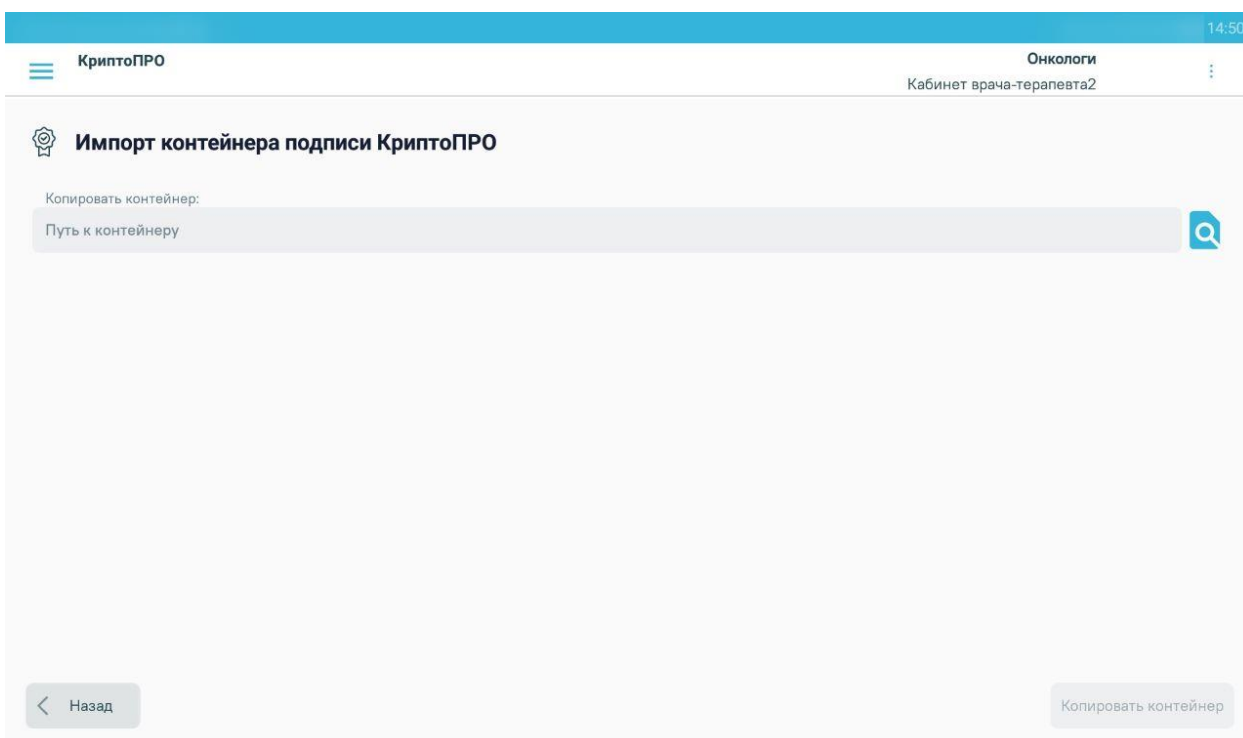 14:50
КриптоПРО
Онкологи
Кабинет врача-терапевта2
Импорт контейнера подписи КриптоПРО
Копировать контейнер:
Путь к контейнеру
Назад
Копировать контейнер